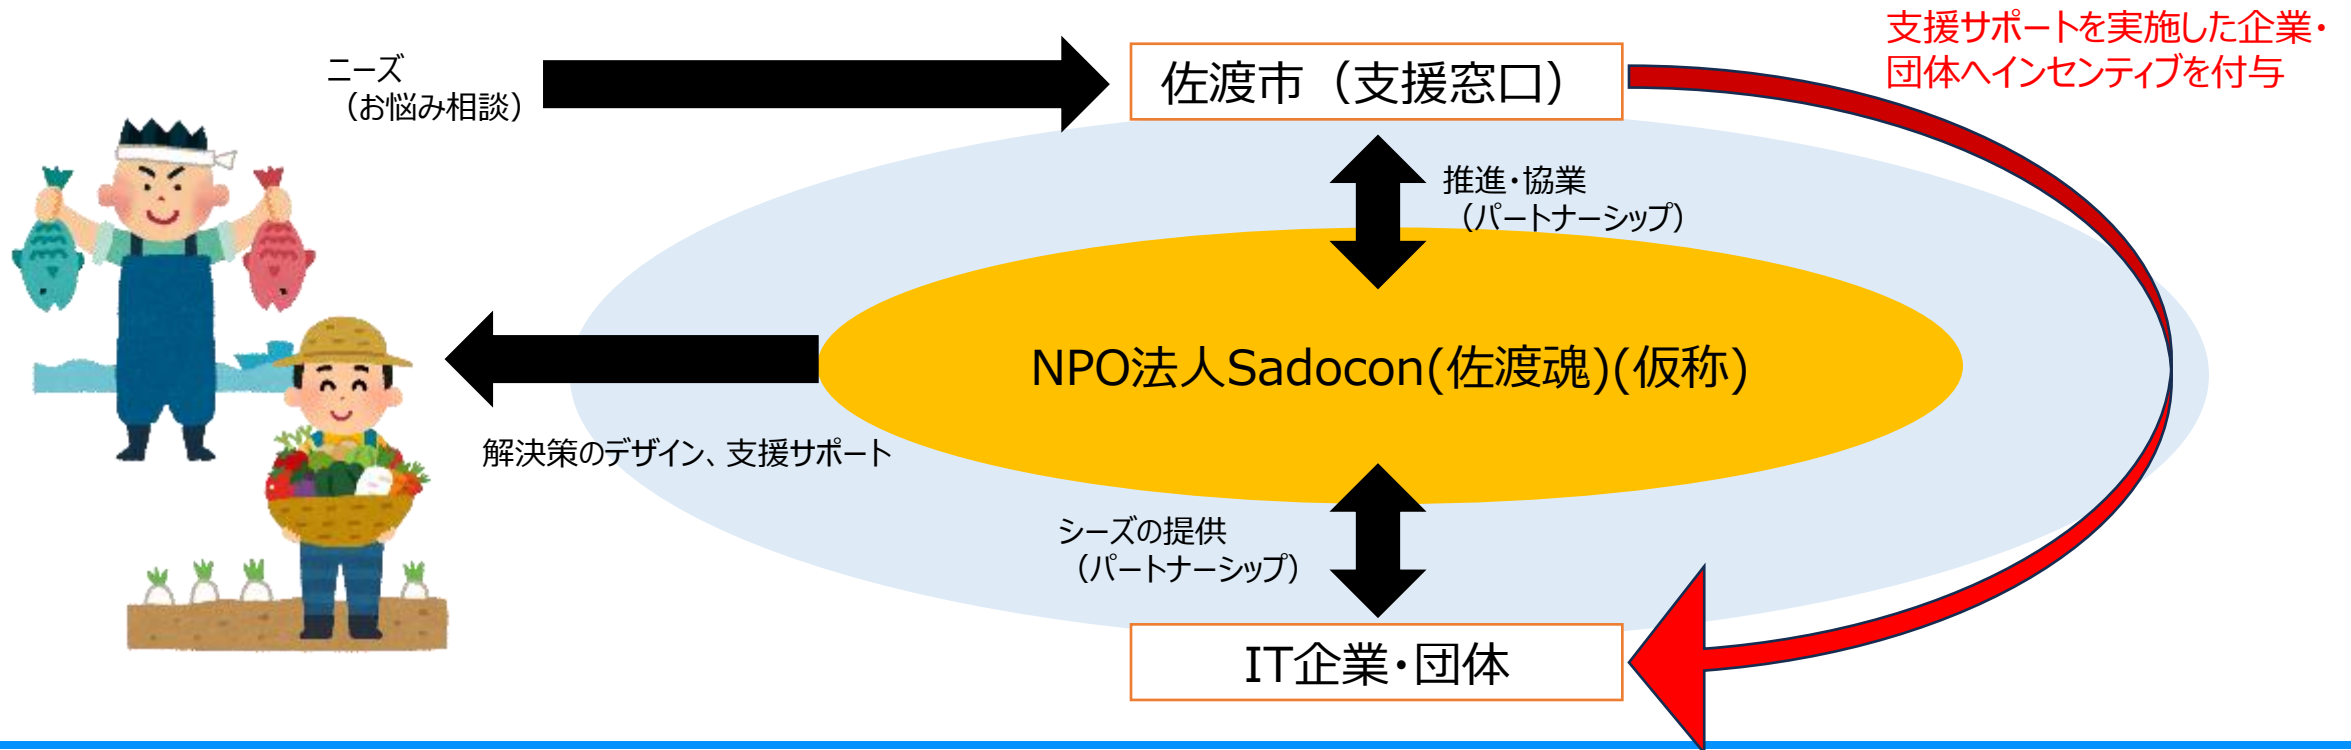 ニーズ
（お悩み相談）
佐渡市（支援窓口）
支援サポートを実施した企業・
団体へインセンティブを付与
推進・協業
（パートナーシップ）
NPO法人Sadocon(佐渡魂)(仮称)
解決策のデザイン、支援サポート
シーズの提供
（パートナーシップ）
IT企業・団体